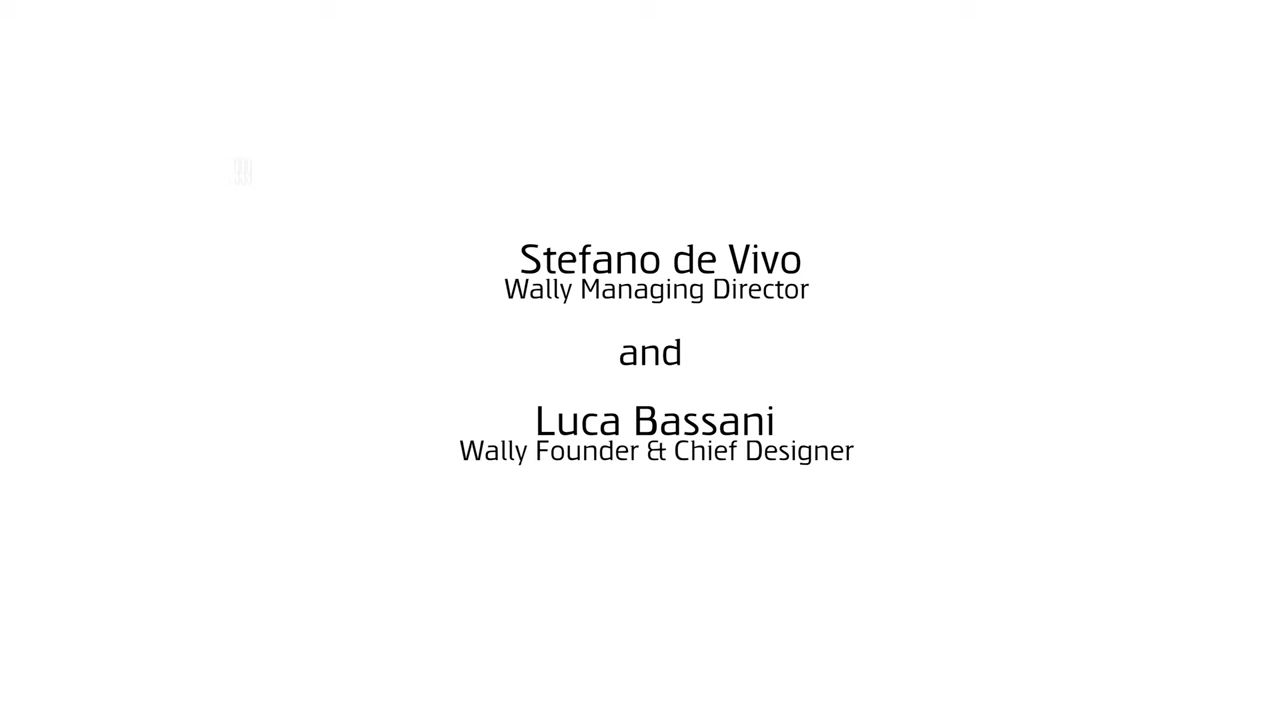 Stefano de Vivo
Wally Managing Director
and
Luca Bassani
Wally Founder & Chief Designer